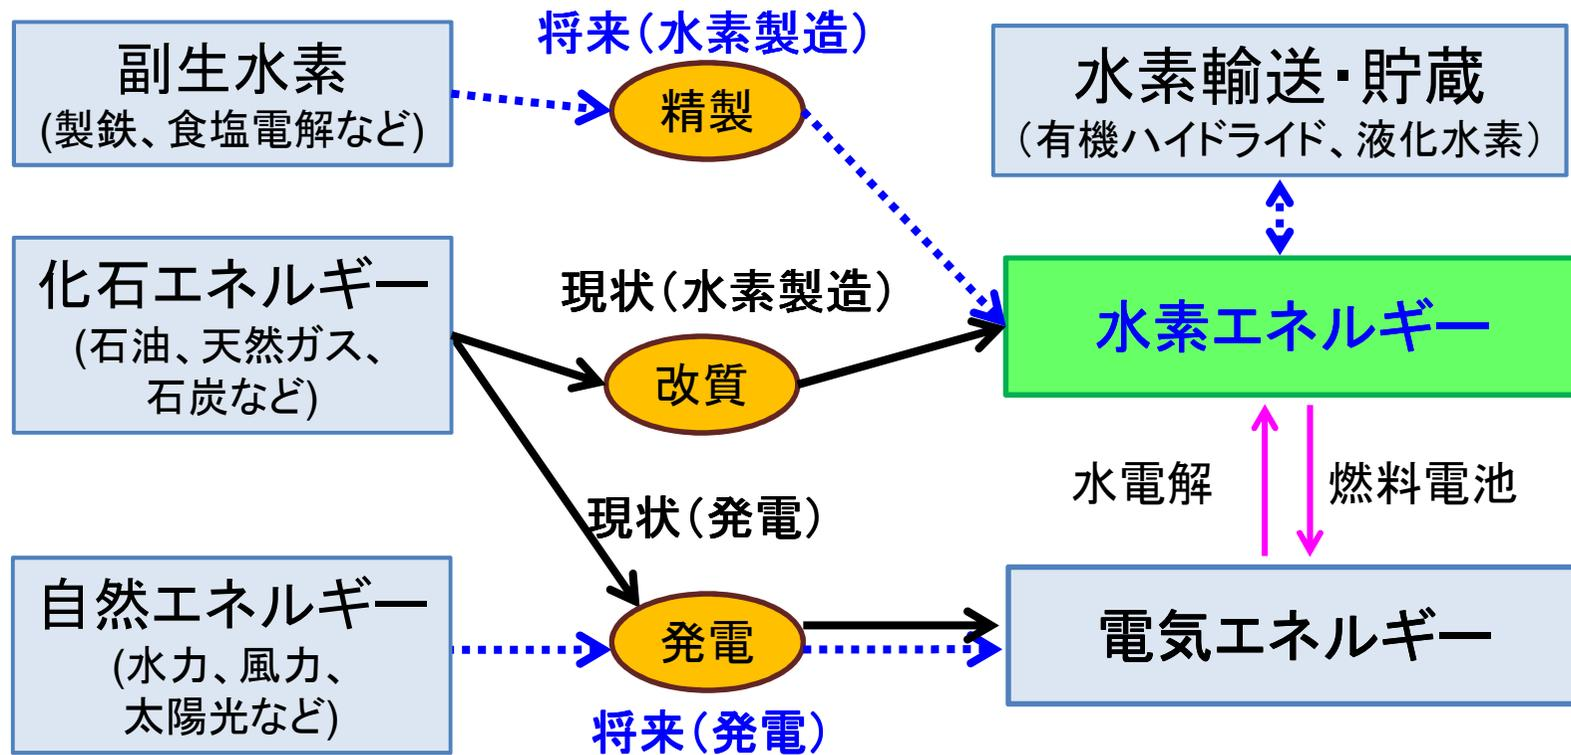 将来(水素製造)
副生水素
(製鉄、食塩電解など)
精製
水素輸送・貯蔵
(有機ハイドライド、液化水素)
化石エネルギー
(石油、天然ガス、
石炭など)
現状(水素製造)
改質
水素エネルギー
水電解
燃料電池
現状(発電)
自然エネルギー
(水力、風力、
太陽光など)
発電
電気エネルギー
将来(発電)